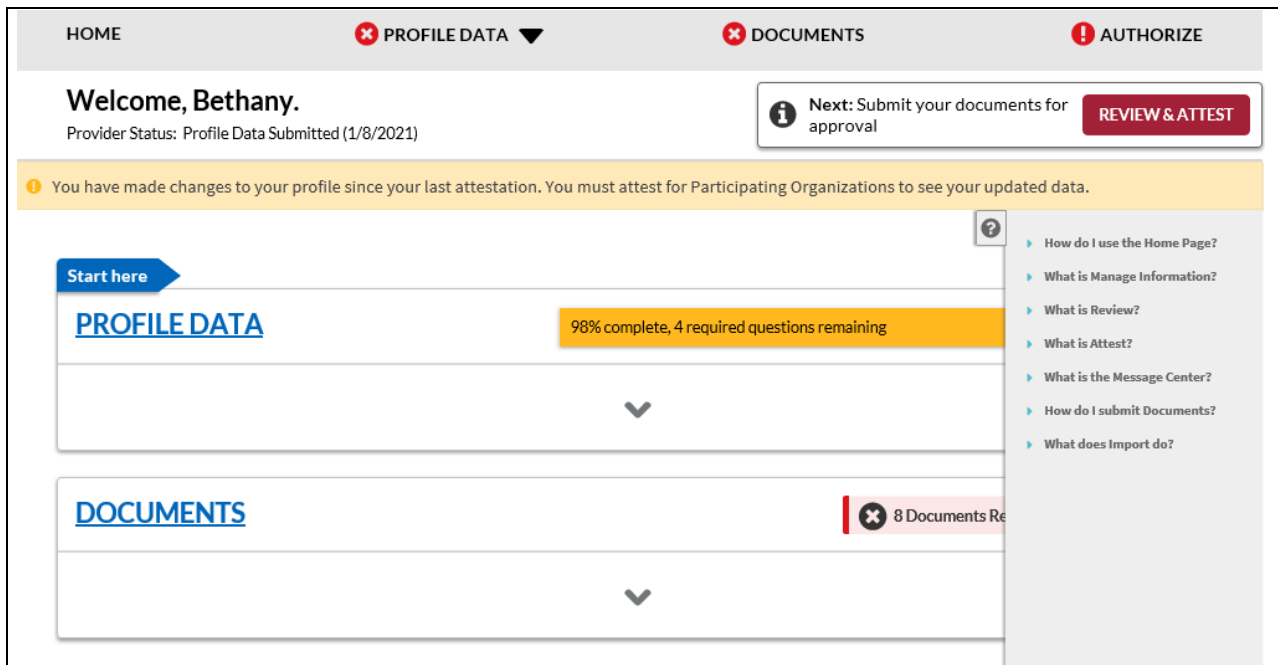 HOME
PROFILE DATA
DOCUMENTS
AUTHORIZE
Welcome, Bethany.
Provider Status: Profile Data Submitted (1/8/2021)
Next: Submit your documents for
approval
REVIEW & ATTEST
You have made changes to your profile since your last attestation. You must attest for Participating Organizations to see your updated data.
Start here
PROFILE DATA
98% complete, 4 required questions remaining
DOCUMENTS
8 Documents Re
How do I use the Home Page?
What is Manage Information?
What is Review?
What is Attest?
What is the Message Center?
How do I submit Documents?
What does Import do?